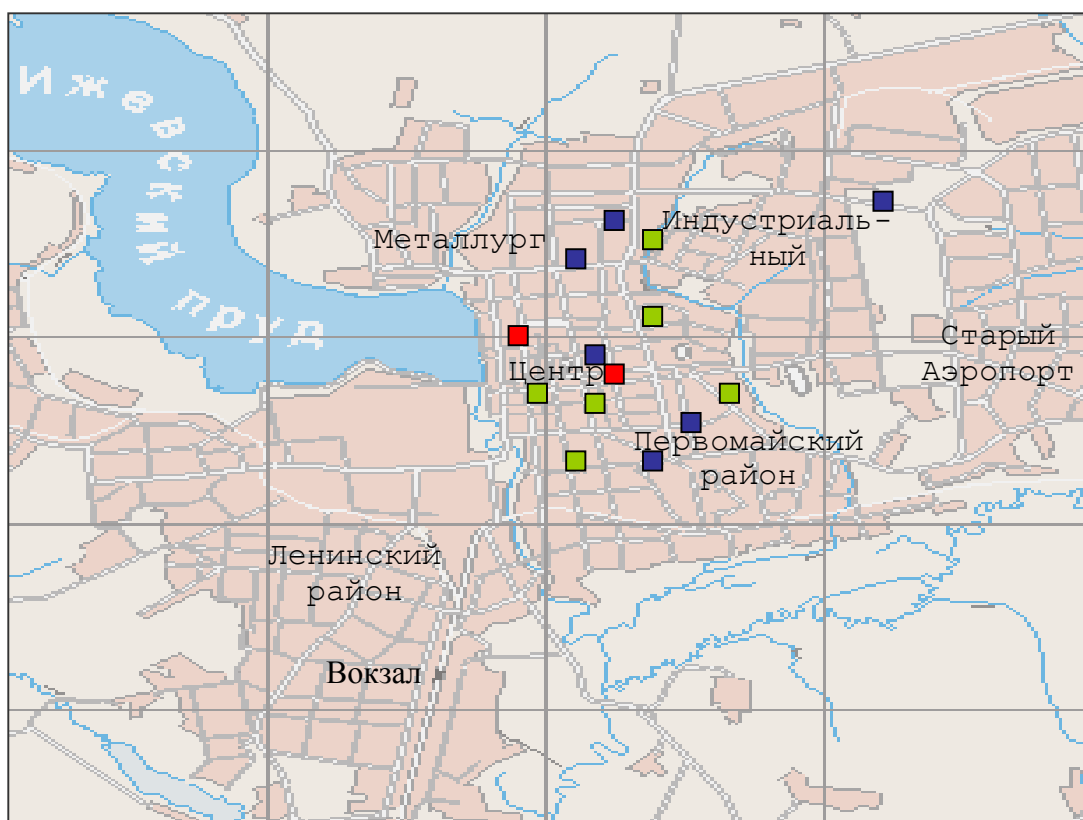 Ижевский
пруд
Индустриаль-
ный
Металлург
Старый
Аэропорт
Центр
Первомайский
район
Ленинский
район
Вокзал